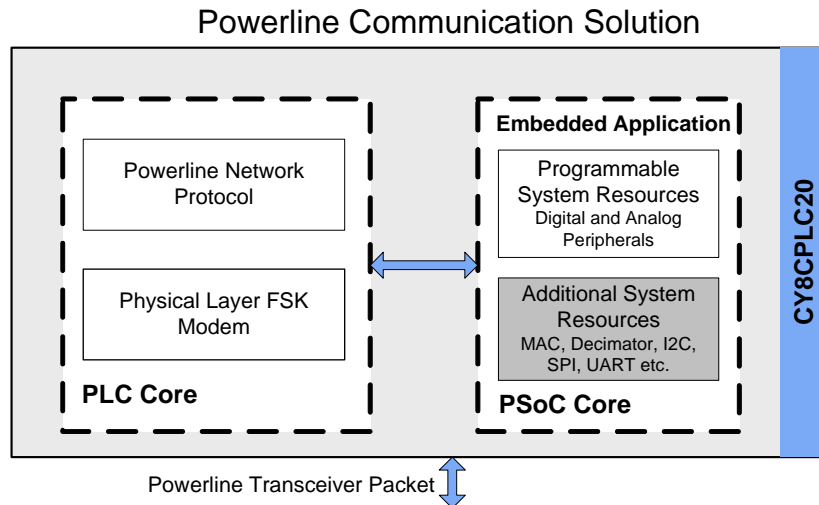 Powerline Communication Solution
Powerline Network
Protocol
Physical Layer FSK
Modem
PLC Core
Embedded Application
Programmable
System Resources
Digital and Analog
Peripherals
Additional System
Resources
MAC, Decimator, I2C,
SPI, UART etc.
PSoC Core
CY8CPLC20
Powerline Transceiver Packet